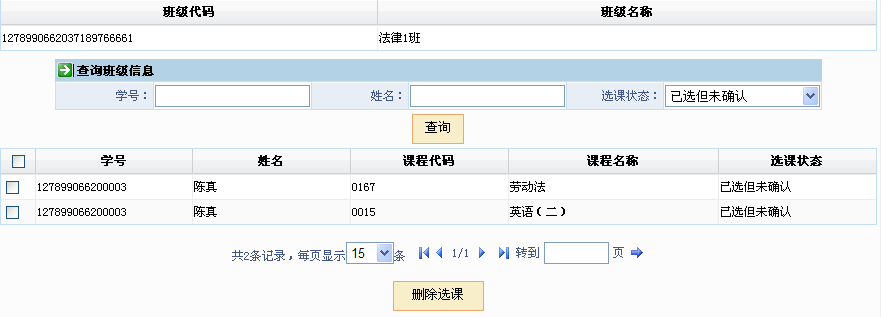 班级代码 班级名称
1278990662037189766661 法律1班
查询班级信息
学号： 姓名： 选课状态： 已选但未确认
查询
学号 姓名 课程代码 课程名称 选课状态
127899066200003 陈真 0167 劳动法 已选但未确认
127899066200003 陈真 0015 英语（二） 已选但未确认
共2条记录，每页显示 15 条 1/1 转到 页
删除选课